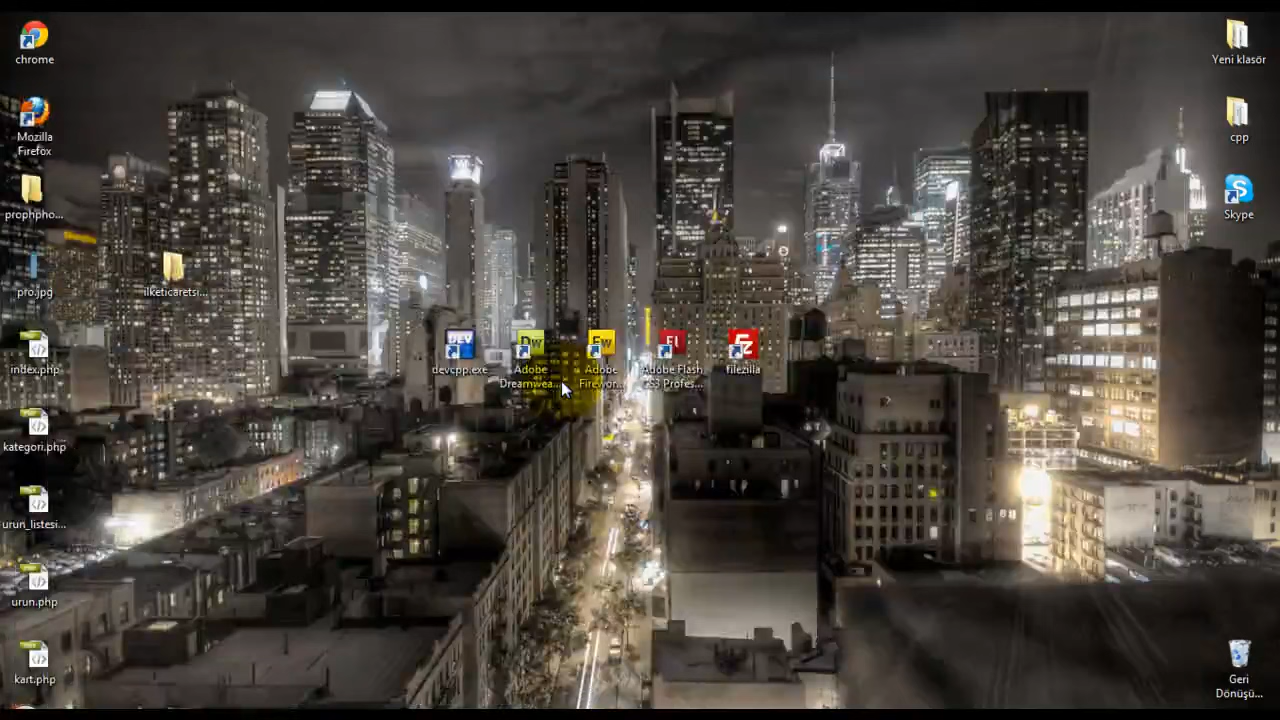 chrome
Mozilla
Firefox
prophpho...
pro.jpg
index.php
kategori.php
urun_listesi...
urun.php
kart.php
ilketicaretsi...
DEV
devcpp.exe
Dw
Adobe
Dreamwea...
Fw
Adobe
Firewor...
Fl
Adobe Flash
CS3 Profes...
Fz
filezilla
Yeni klasör
cpp
S
Skype
Geri
Dönüşü...